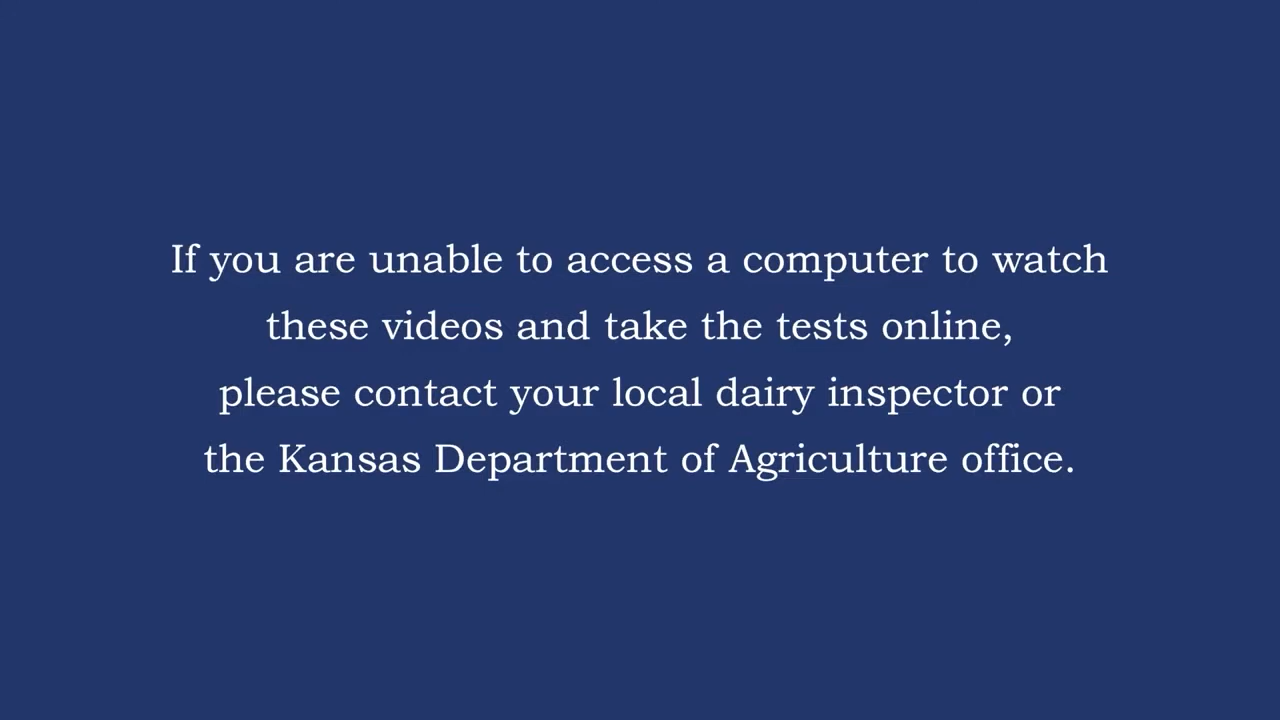 If you are unable to access a computer to watch
these videos and take the tests online,
please contact your local dairy inspector or
the Kansas Department of Agriculture office.